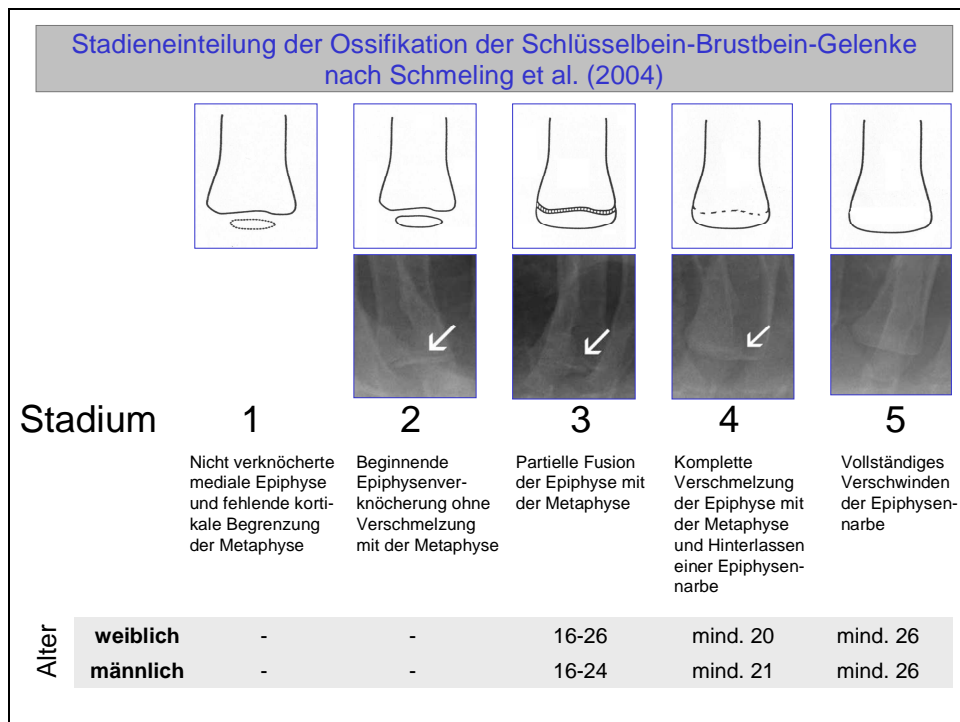 Stadieneinteilung der Ossifikation der Schlüsselbein-Brustbein-Gelenke
nach Schmeling et al. (2004)
Stadium 1 2 3 4 5
Nicht verknöcherte
mediale Epiphyse
und fehlende korti-
kale Begrenzung
der Metaphyse
Beginnende
Epiphysenver-
knöcherung ohne
Verschmelzung
mit der Metaphyse
Partielle Fusion
der Epiphyse mit
der Metaphyse
Komplette
Verschmelzung
der Epiphyse mit
der Metaphyse
und Hinterlassen
einer Epiphysen-
narbe
Vollständiges
Verschwinden
der Epiphysen-
narbe
Alter
weiblich - - 16-26 mind. 20 mind. 26
männlich - - 16-24 mind. 21 mind. 26